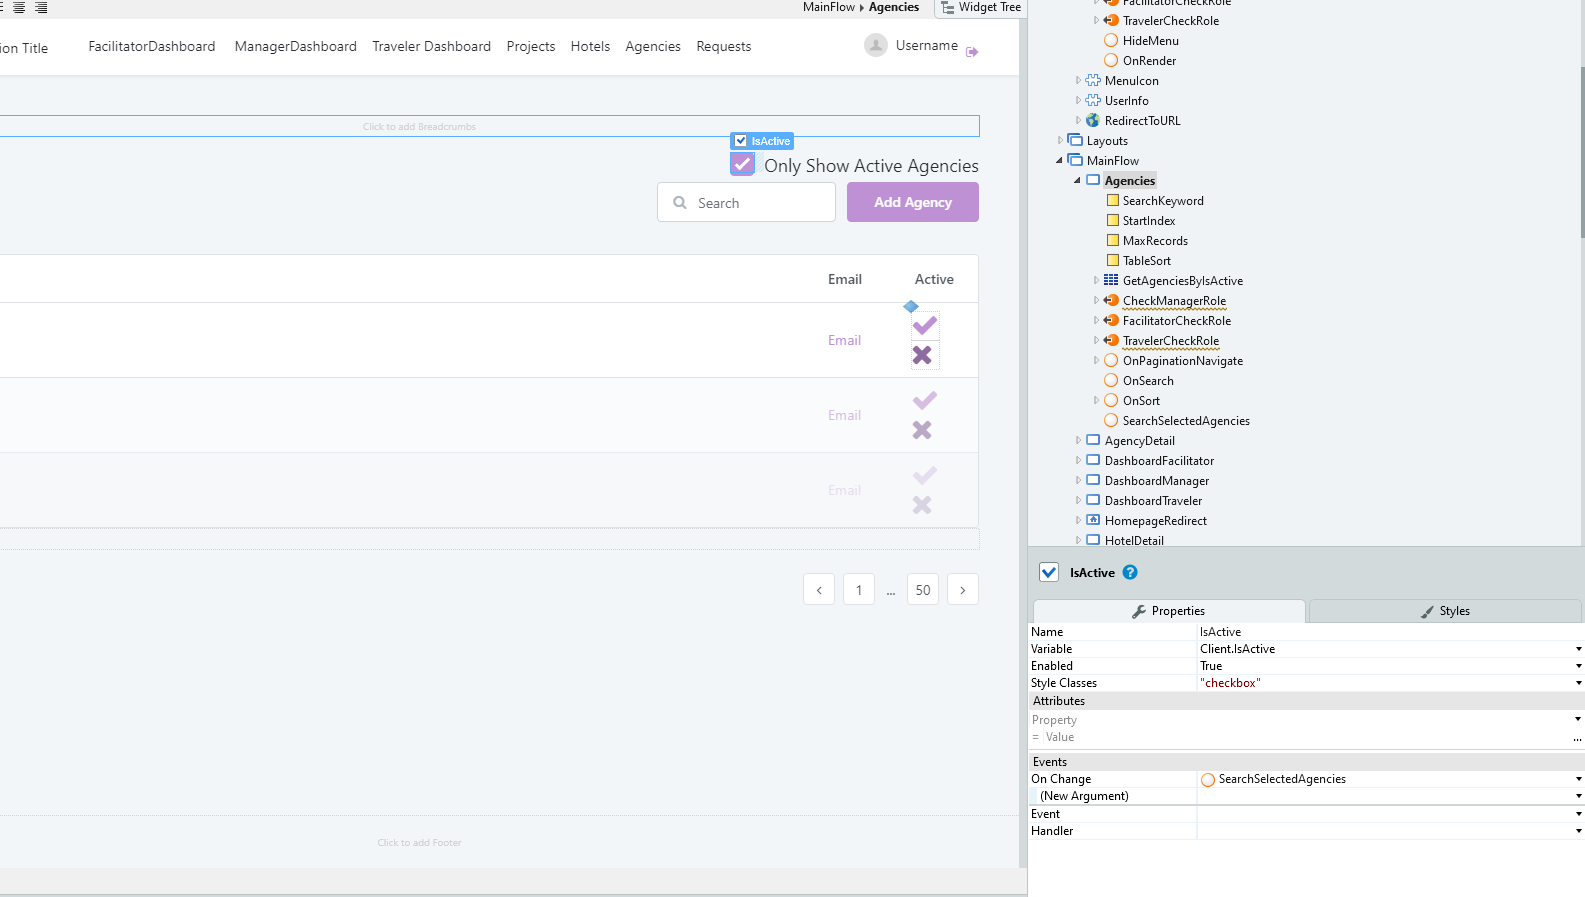 MainFlow Agencies
Widget Tree
ion Title
FacilitatorDashboard
ManagerDashboard
Traveler Dashboard
Projects
Hotels
Agencies
Requests
Username
Click to add Breadcrumbs
IsActive
Only Show Active Agencies
Search
Add Agency
Email
Active
Email
Email
Email
1
...
50
Click to add Footer
FacilitatorCheckRole
TravelerCheckRole
HideMenu
OnRender
MenuIcon
UserInfo
RedirectToURL
Layouts
MainFlow
Agencies
SearchKeyword
StartIndex
MaxRecords
TableSort
GetAgenciesByIsActive
CheckManagerRole
FacilitatorCheckRole
TravelerCheckRole
OnPaginationNavigate
OnSearch
OnSort
SearchSelectedAgencies
AgencyDetail
DashboardFacilitator
DashboardManager
DashboardTraveler
HomepageRedirect
HotelDetail
IsActive ?
Properties
Styles
Name IsActive
Variable Client.IsActive
Enabled True
Style Classes "checkbox"
Attributes
Property
= Value ...
Events
On Change SearchSelectedAgencies
(New Argument)
Event
Handler